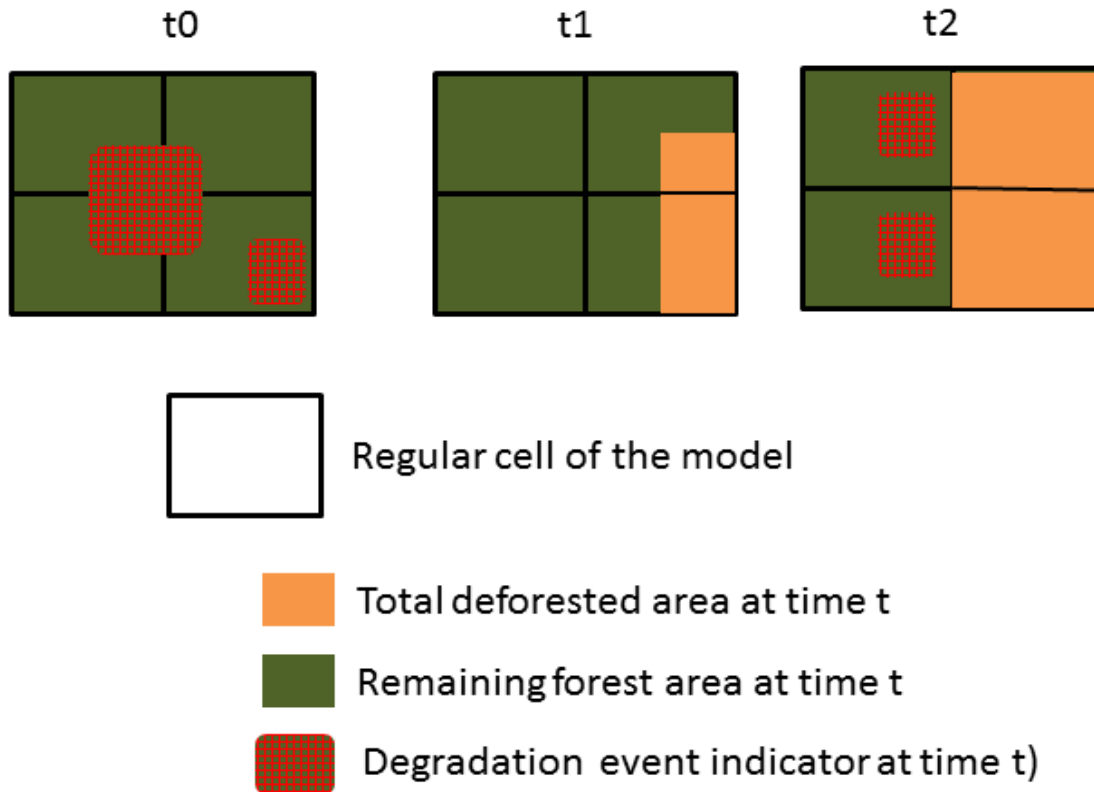 t0 t1 t2
Regular cell of the model
Total deforested area at time t
Remaining forest area at time t
Degradation event indicator at time t)